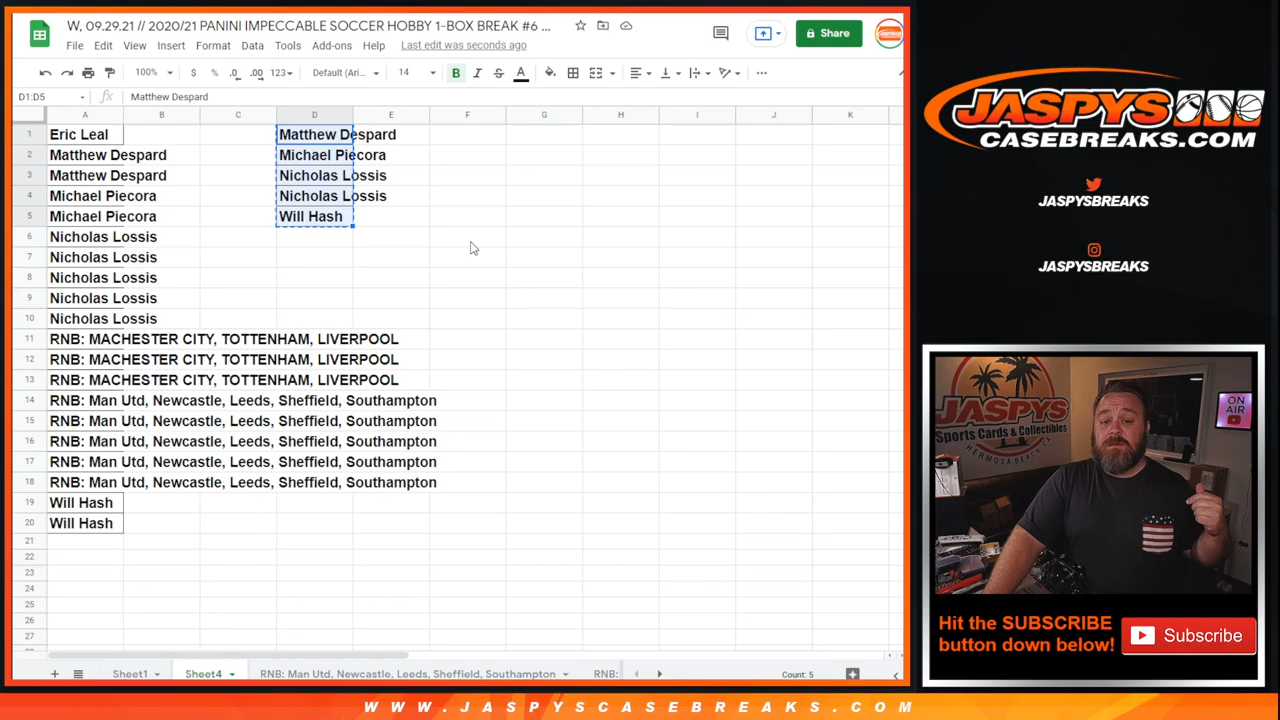 W, 09.29.21 // 2020/21 PANINI IMPECCABLE SOCCER HOBBY 1-BOX BREAK #6 ...
File Edit View Insert Format Data Tools Add-ons Help Last edit was seconds ago
Share
100% $ % .0 .00 123 Default (Ari... 14 B I S A
D1:D5 fx Matthew Despard
A B C D E F G H I J K
1 Eric Leal Matthew Despard
2 Matthew Despard Michael Piecora
3 Matthew Despard Nicholas Lossis
4 Michael Piecora Nicholas Lossis
5 Michael Piecora Will Hash
6 Nicholas Lossis
7 Nicholas Lossis
8 Nicholas Lossis
9 Nicholas Lossis
10 Nicholas Lossis
11 RNB: MACHESTER CITY, TOTTENHAM, LIVERPOOL
12 RNB: MACHESTER CITY, TOTTENHAM, LIVERPOOL
13 RNB: MACHESTER CITY, TOTTENHAM, LIVERPOOL
14 RNB: Man Utd, Newcastle, Leeds, Sheffield, Southampton
15 RNB: Man Utd, Newcastle, Leeds, Sheffield, Southampton
16 RNB: Man Utd, Newcastle, Leeds, Sheffield, Southampton
17 RNB: Man Utd, Newcastle, Leeds, Sheffield, Southampton
18 RNB: Man Utd, Newcastle, Leeds, Sheffield, Southampton
19 Will Hash
20 Will Hash
21
22
23
24
25
26
27
Sheet1 Sheet4 RNB: Man Utd, Newcastle, Leeds, Sheffield, Southampton RNB: Count: 5
JASPYS
CASEBREAKS.COM
JASPYSBREAKS
JASPYSBREAKS
JASPYS
Sports Cards & Collectibles
HERMOSA BEACH, CA
ON
AIR
Hit the SUBSCRIBE
button down below!
Subscribe
WWW.JASPYSCASEBREAKS.COM